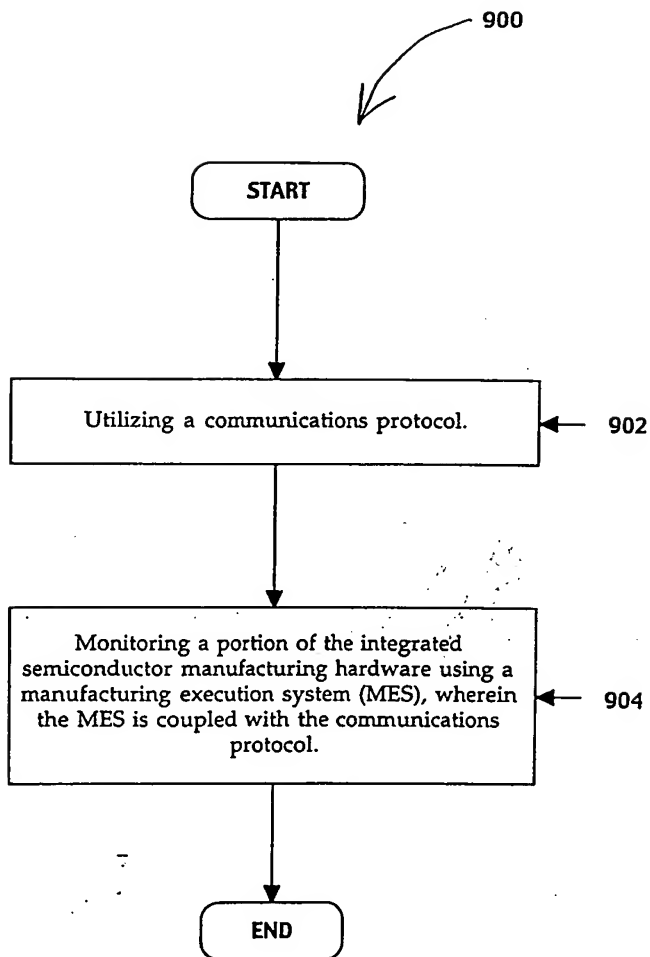 900
START
Utilizing a communications protocol.
902
Monitoring a portion of the integrated
semiconductor manufacturing hardware using a
manufacturing execution system (MES), wherein
the MES is coupled with the communications
protocol.
904
END